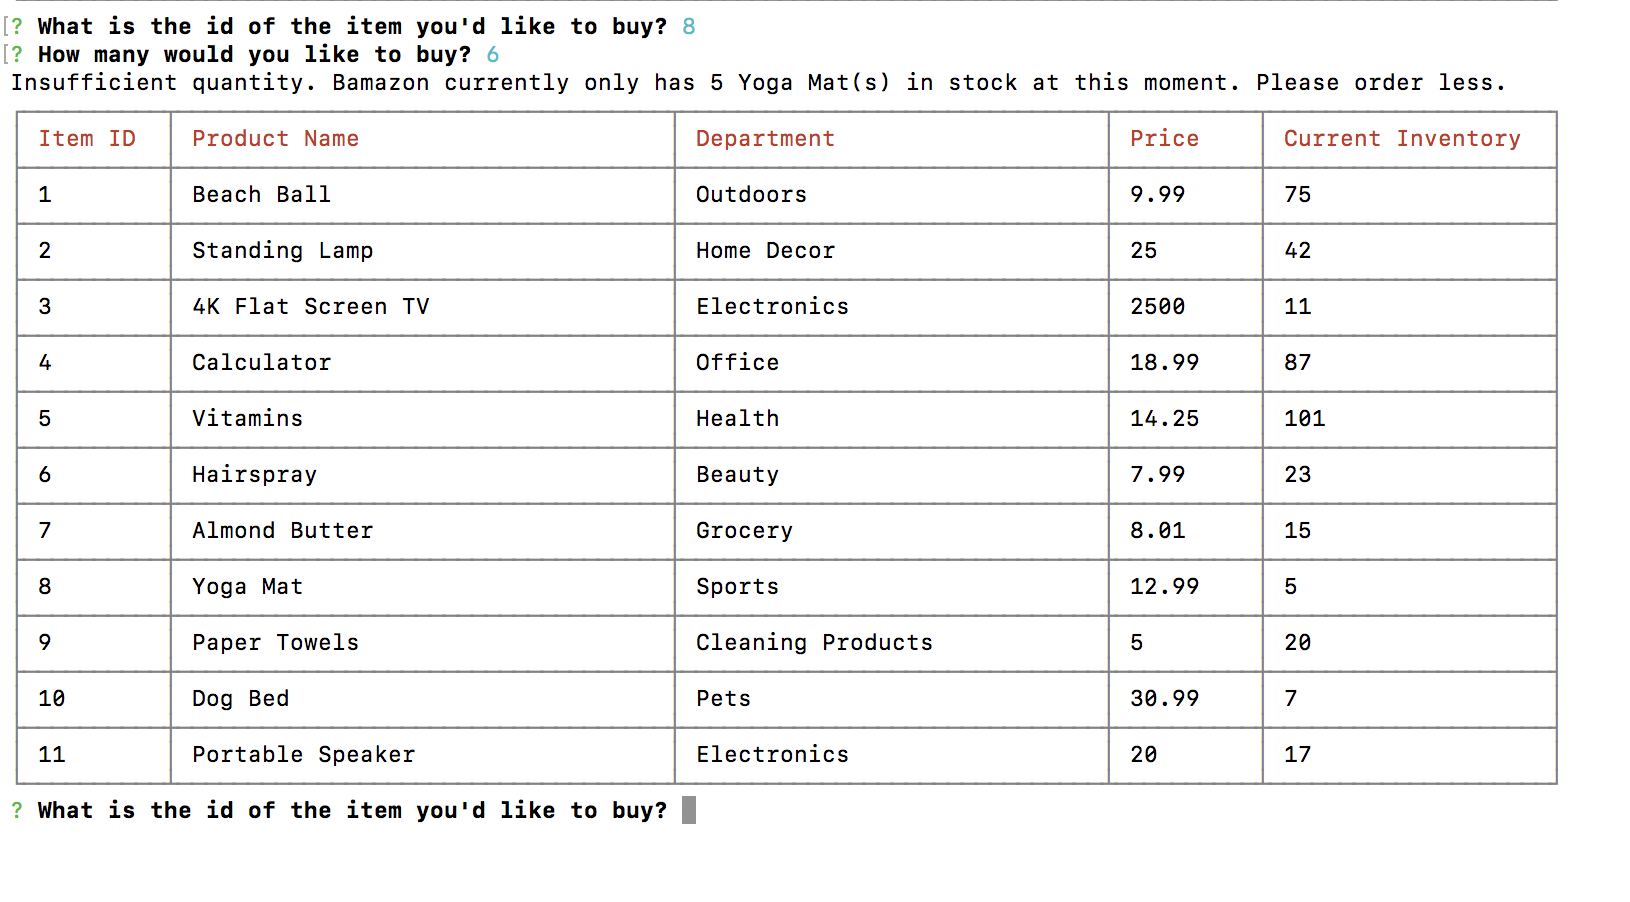 [? What is the id of the item you'd like to buy? 8
[? How many would you like to buy? 6
Insufficient quantity. Bamazon currently only has 5 Yoga Mat(s) in stock at this moment. Please order less.
Item ID Product Name Department Price Current Inventory
1 Beach Ball Outdoors 9.99 75
2 Standing Lamp Home Decor 25 42
3 4K Flat Screen TV Electronics 2500 11
4 Calculator Office 18.99 87
5 Vitamins Health 14.25 101
6 Hairspray Beauty 7.99 23
7 Almond Butter Grocery 8.01 15
8 Yoga Mat Sports 12.99 5
9 Paper Towels Cleaning Products 5 20
10 Dog Bed Pets 30.99 7
11 Portable Speaker Electronics 20 17
? What is the id of the item you'd like to buy?